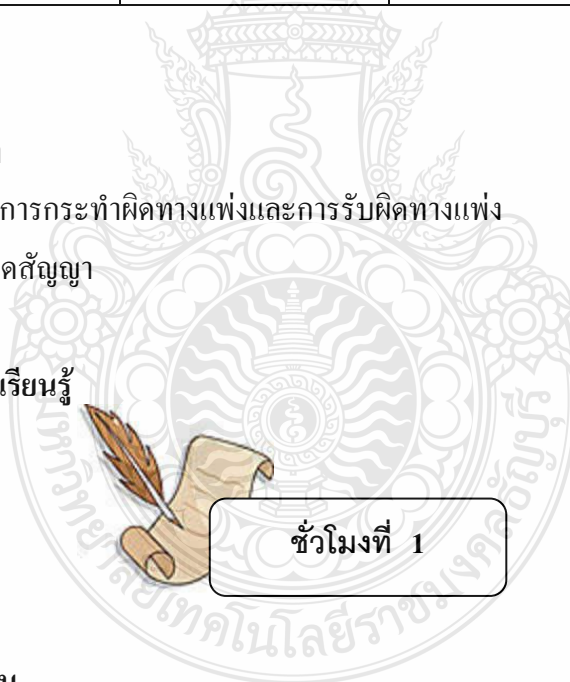 การกระทำผิดทางแพ่งและการรับผิดทางแพ่ง
ดสัญญา
เรียนรู้
ชั่วโมงที่ 1